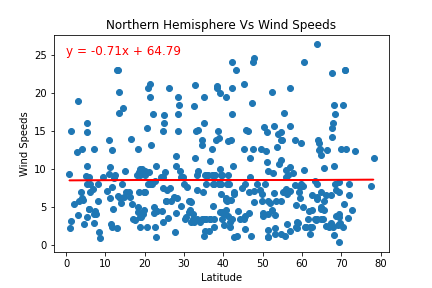 Northern Hemisphere Vs Wind Speeds
y = -0.71x + 64.79
25
20
15
10
5
0
Wind Speeds
0 10 20 30 40 50 60 70 80
Latitude